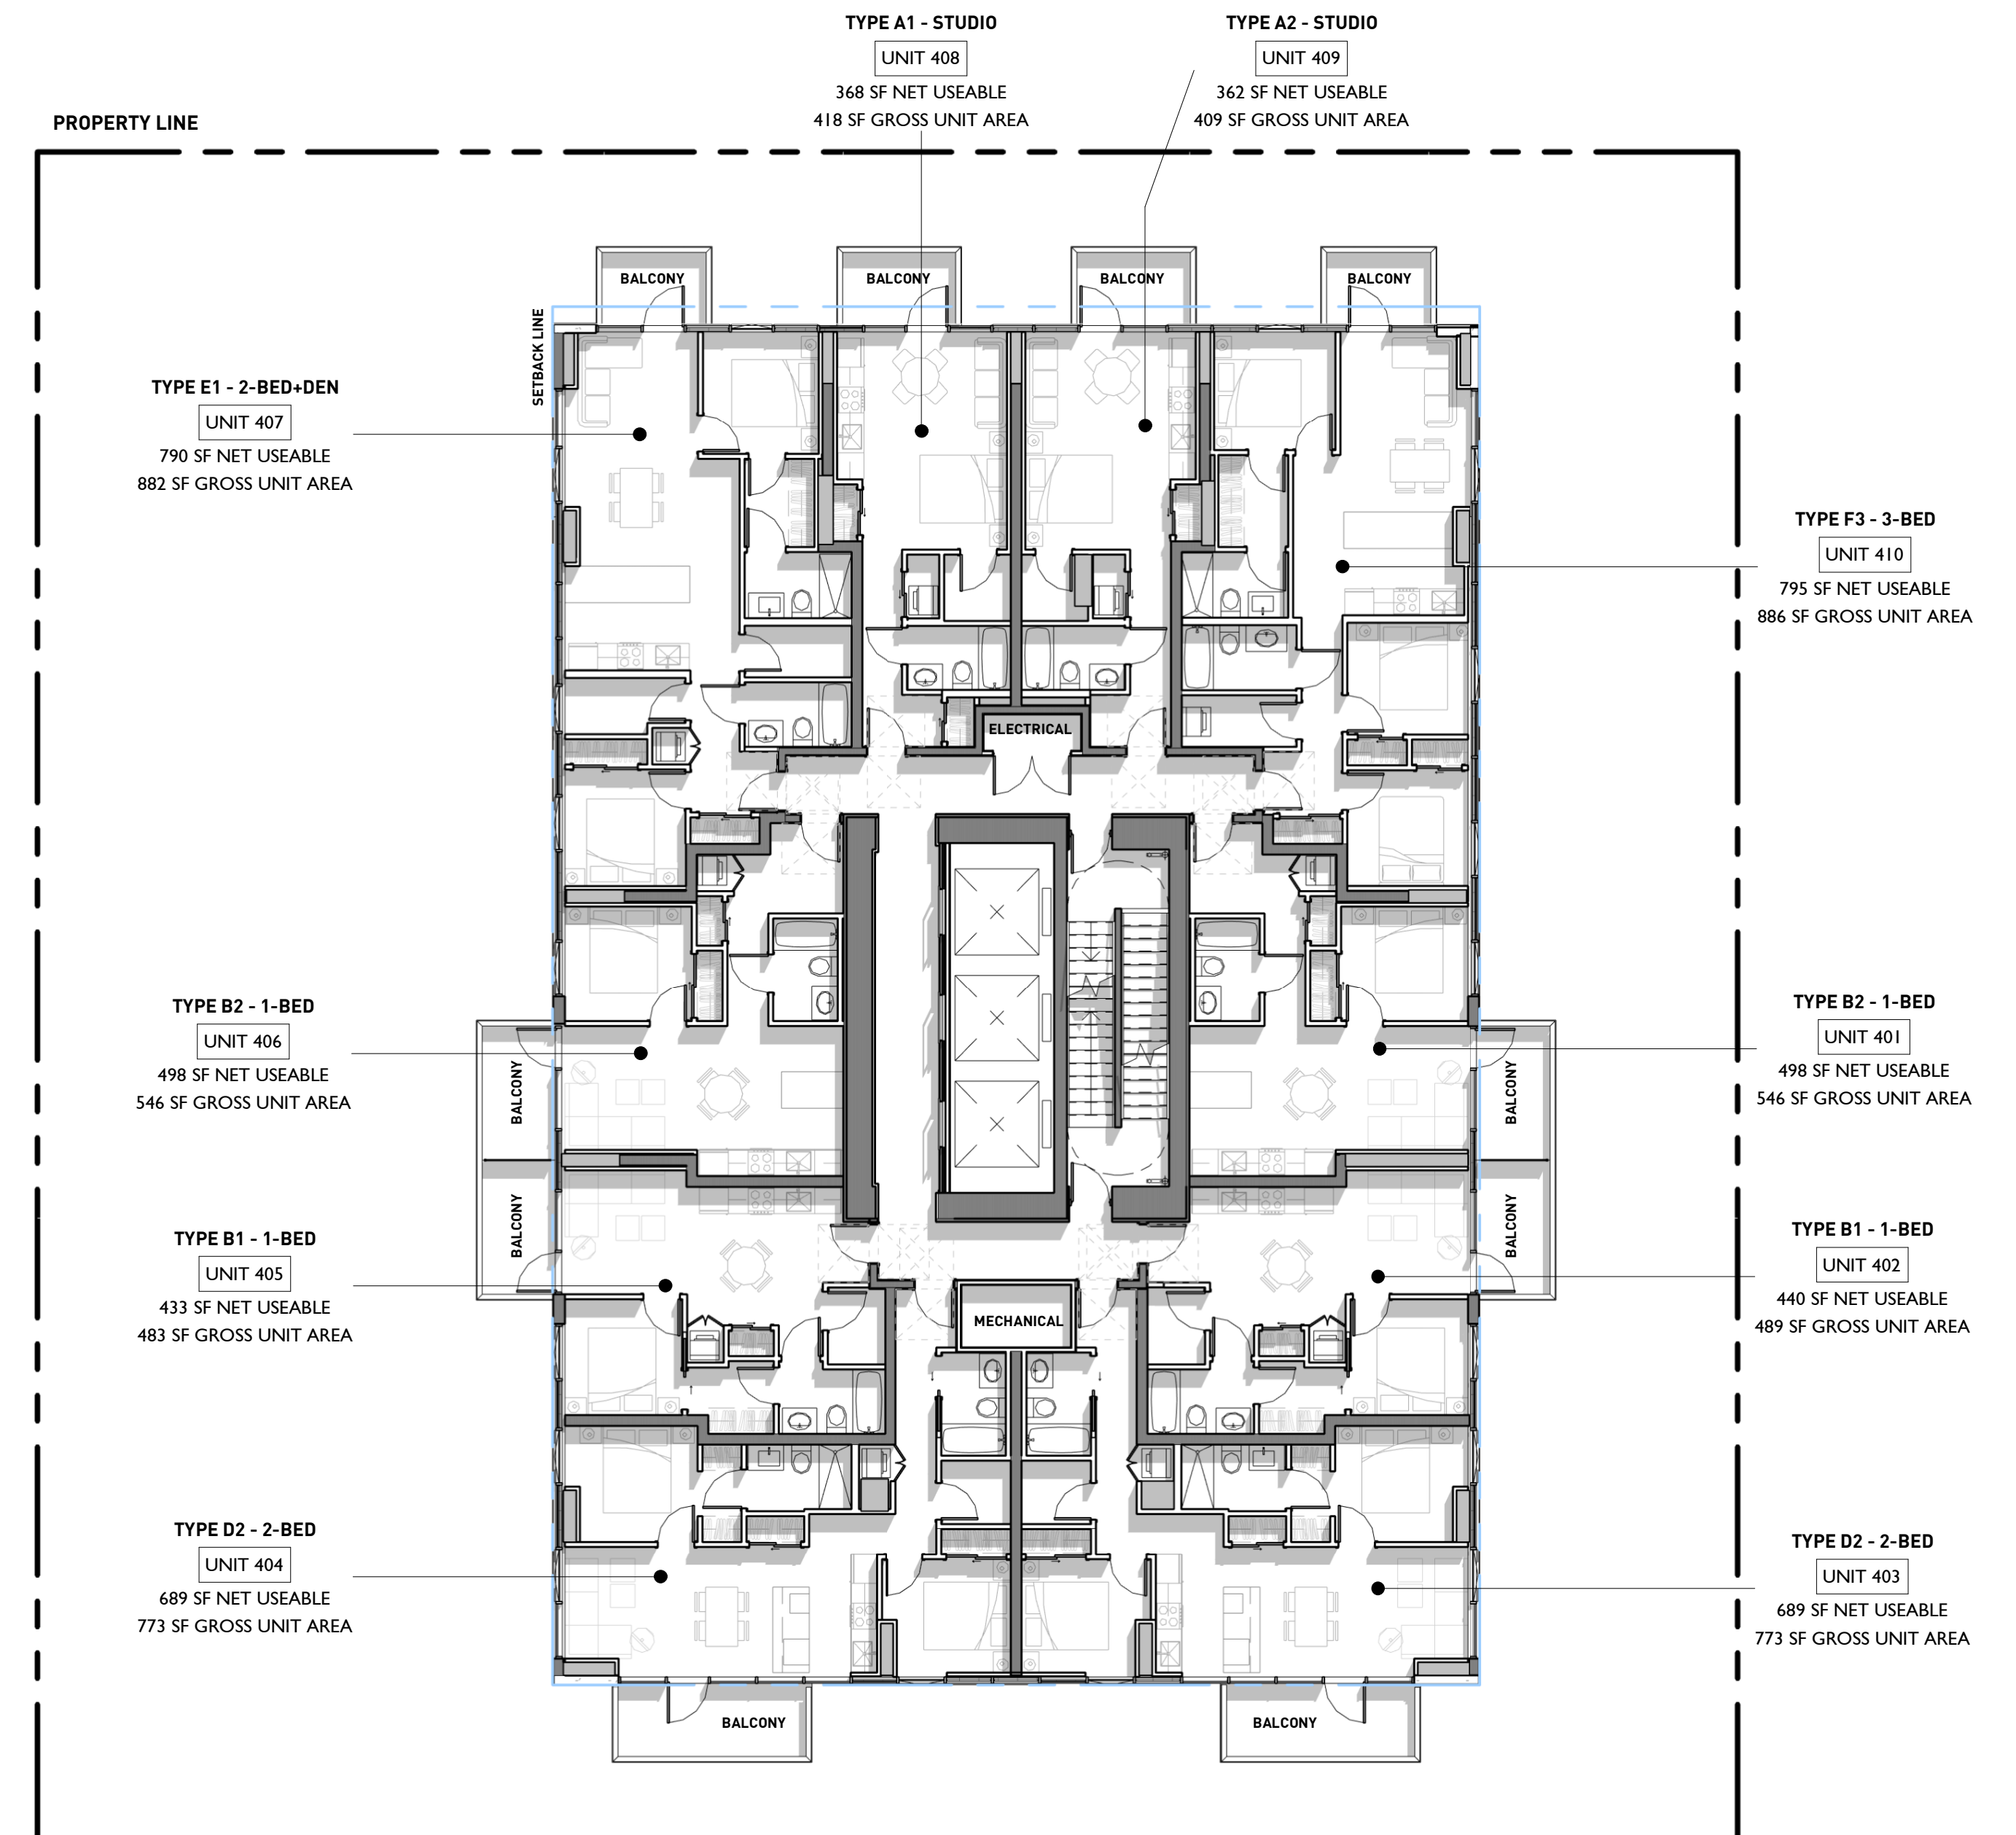 TYPE A1 - STUDIO
UNIT 408
368 SF NET USEABLE
418 SF GROSS UNIT AREA
TYPE A2 - STUDIO
UNIT 409
362 SF NET USEABLE
409 SF GROSS UNIT AREA
PROPERTY LINE
BALCONY
BALCONY
BALCONY
BALCONY
SETBACK LINE
TYPE E1 - 2-BED+DEN
UNIT 407
790 SF NET USEABLE
882 SF GROSS UNIT AREA
TYPE F3 - 3-BED
UNIT 410
795 SF NET USEABLE
886 SF GROSS UNIT AREA
ELECTRICAL
TYPE B2 - 1-BED
UNIT 406
498 SF NET USEABLE
546 SF GROSS UNIT AREA
BALCONY
BALCONY
TYPE B2 - 1-BED
UNIT 401
498 SF NET USEABLE
546 SF GROSS UNIT AREA
BALCONY
BALCONY
TYPE B1 - 1-BED
UNIT 405
433 SF NET USEABLE
483 SF GROSS UNIT AREA
TYPE B1 - 1-BED
UNIT 402
440 SF NET USEABLE
489 SF GROSS UNIT AREA
MECHANICAL
TYPE D2 - 2-BED
UNIT 404
689 SF NET USEABLE
773 SF GROSS UNIT AREA
TYPE D2 - 2-BED
UNIT 403
689 SF NET USEABLE
773 SF GROSS UNIT AREA
BALCONY
BALCONY